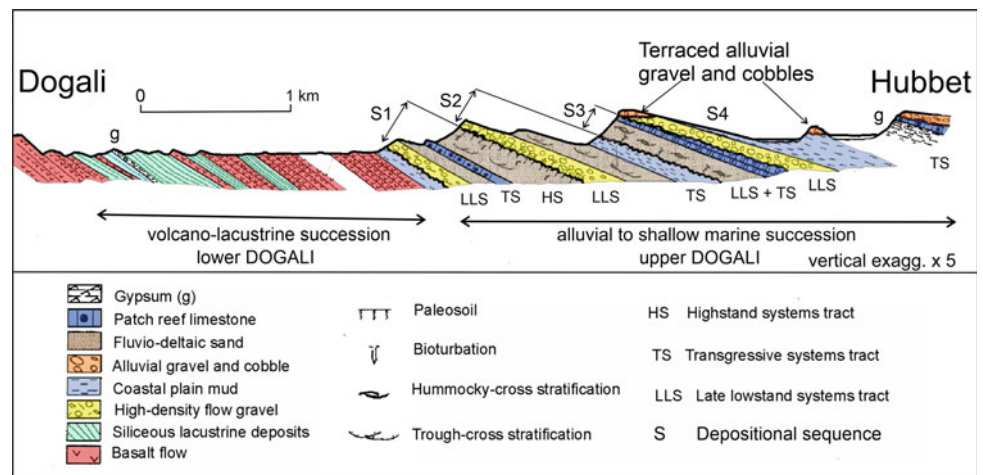 Dogali
0
1 km
g
S1
S2
S3
Terraced alluvial
gravel and cobbles
S4
Hubbet
g
TS
LLS
TS
HS
LLS
TS
LLS + TS
LLS
volcano-lacustrine succession
lower DOGALI
alluvial to shallow marine succession
upper DOGALI
vertical exagg. x 5
Gypsum (g)
Patch reef limestone
Fluvio-deltaic sand
Alluvial gravel and cobble
Coastal plain mud
High-density flow gravel
Siliceous lacustrine deposits
Basalt flow
Paleosoil
Bioturbation
Hummocky-cross stratification
Trough-cross stratification
HS Highstand systems tract
TS Transgressive systems tract
LLS Late lowstand systems tract
S Depositional sequence